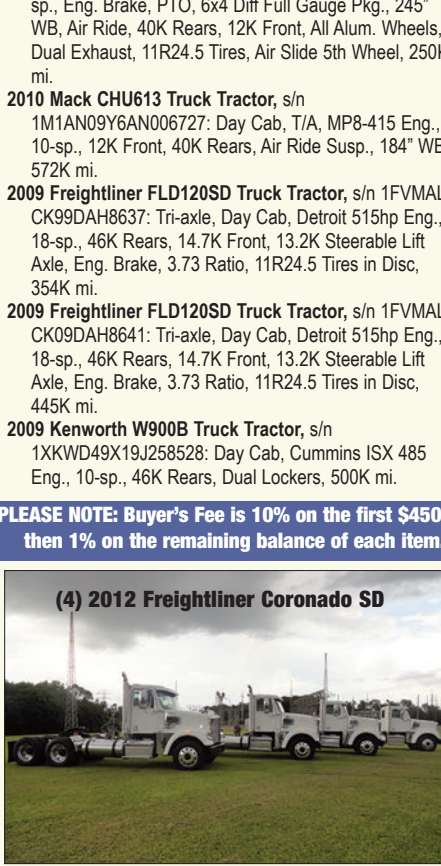 sp., Eng. Brake, PTO, 6x4 Diff Full Gauge Pkg., 245”
WB, Air Ride, 40K Rears, 12K Front, All Alum. Wheels,
Dual Exhaust, 11R24.5 Tires, Air Slide 5th Wheel, 250K
mi.
2010 Mack CHU613 Truck Tractor, s/n
1M1AN09Y6AN006727: Day Cab, T/A, MP8-415 Eng.,
10-sp., 12K Front, 40K Rears, Air Ride Susp., 184” WB
572K mi.
2009 Freightliner FLD120SD Truck Tractor, s/n 1FVMAL
CK99DAH8637: Tri-axle, Day Cab, Detroit 515hp Eng.,
18-sp., 46K Rears, 14.7K Front, 13.2K Steerable Lift
Axle, Eng. Brake, 3.73 Ratio, 11R24.5 Tires in Disc,
354K mi.
2009 Freightliner FLD120SD Truck Tractor, s/n 1FVMAL
CK09DAH8641: Tri-axle, Day Cab, Detroit 515hp Eng.,
18-sp., 46K Rears, 14.7K Front, 13.2K Steerable Lift
Axle, Eng. Brake, 3.73 Ratio, 11R24.5 Tires in Disc,
445K mi.
2009 Kenworth W900B Truck Tractor, s/n
1XKWD49X19J258528: Day Cab, Cummins ISX 485
Eng., 10-sp., 46K Rears, Dual Lockers, 500K mi.
PLEASE NOTE: Buyer’s Fee is 10% on the first $450
then 1% on the remaining balance of each item.
(4) 2012 Freightliner Coronado SD